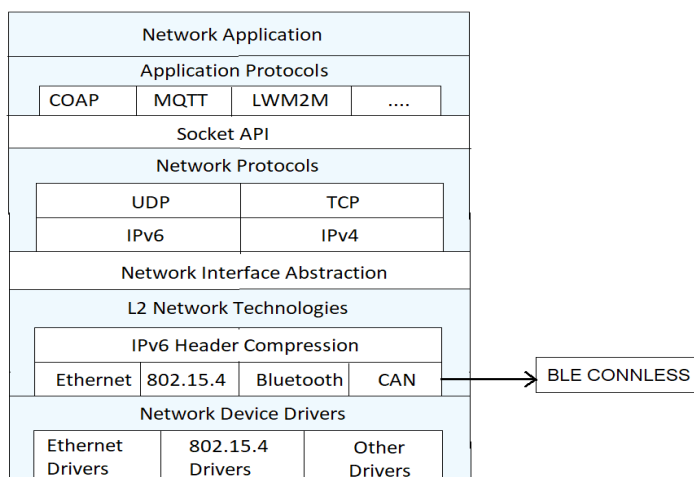 Network Application
Application Protocols
COAP MQTT LWM2M ....
Socket API
Network Protocols
UDP TCP
IPv6 IPv4
Network Interface Abstraction
L2 Network Technologies
IPv6 Header Compression
Ethernet 802.15.4 Bluetooth CAN BLE CONNLESS
Network Device Drivers
Ethernet 802.15.4 Other
Drivers Drivers Drivers